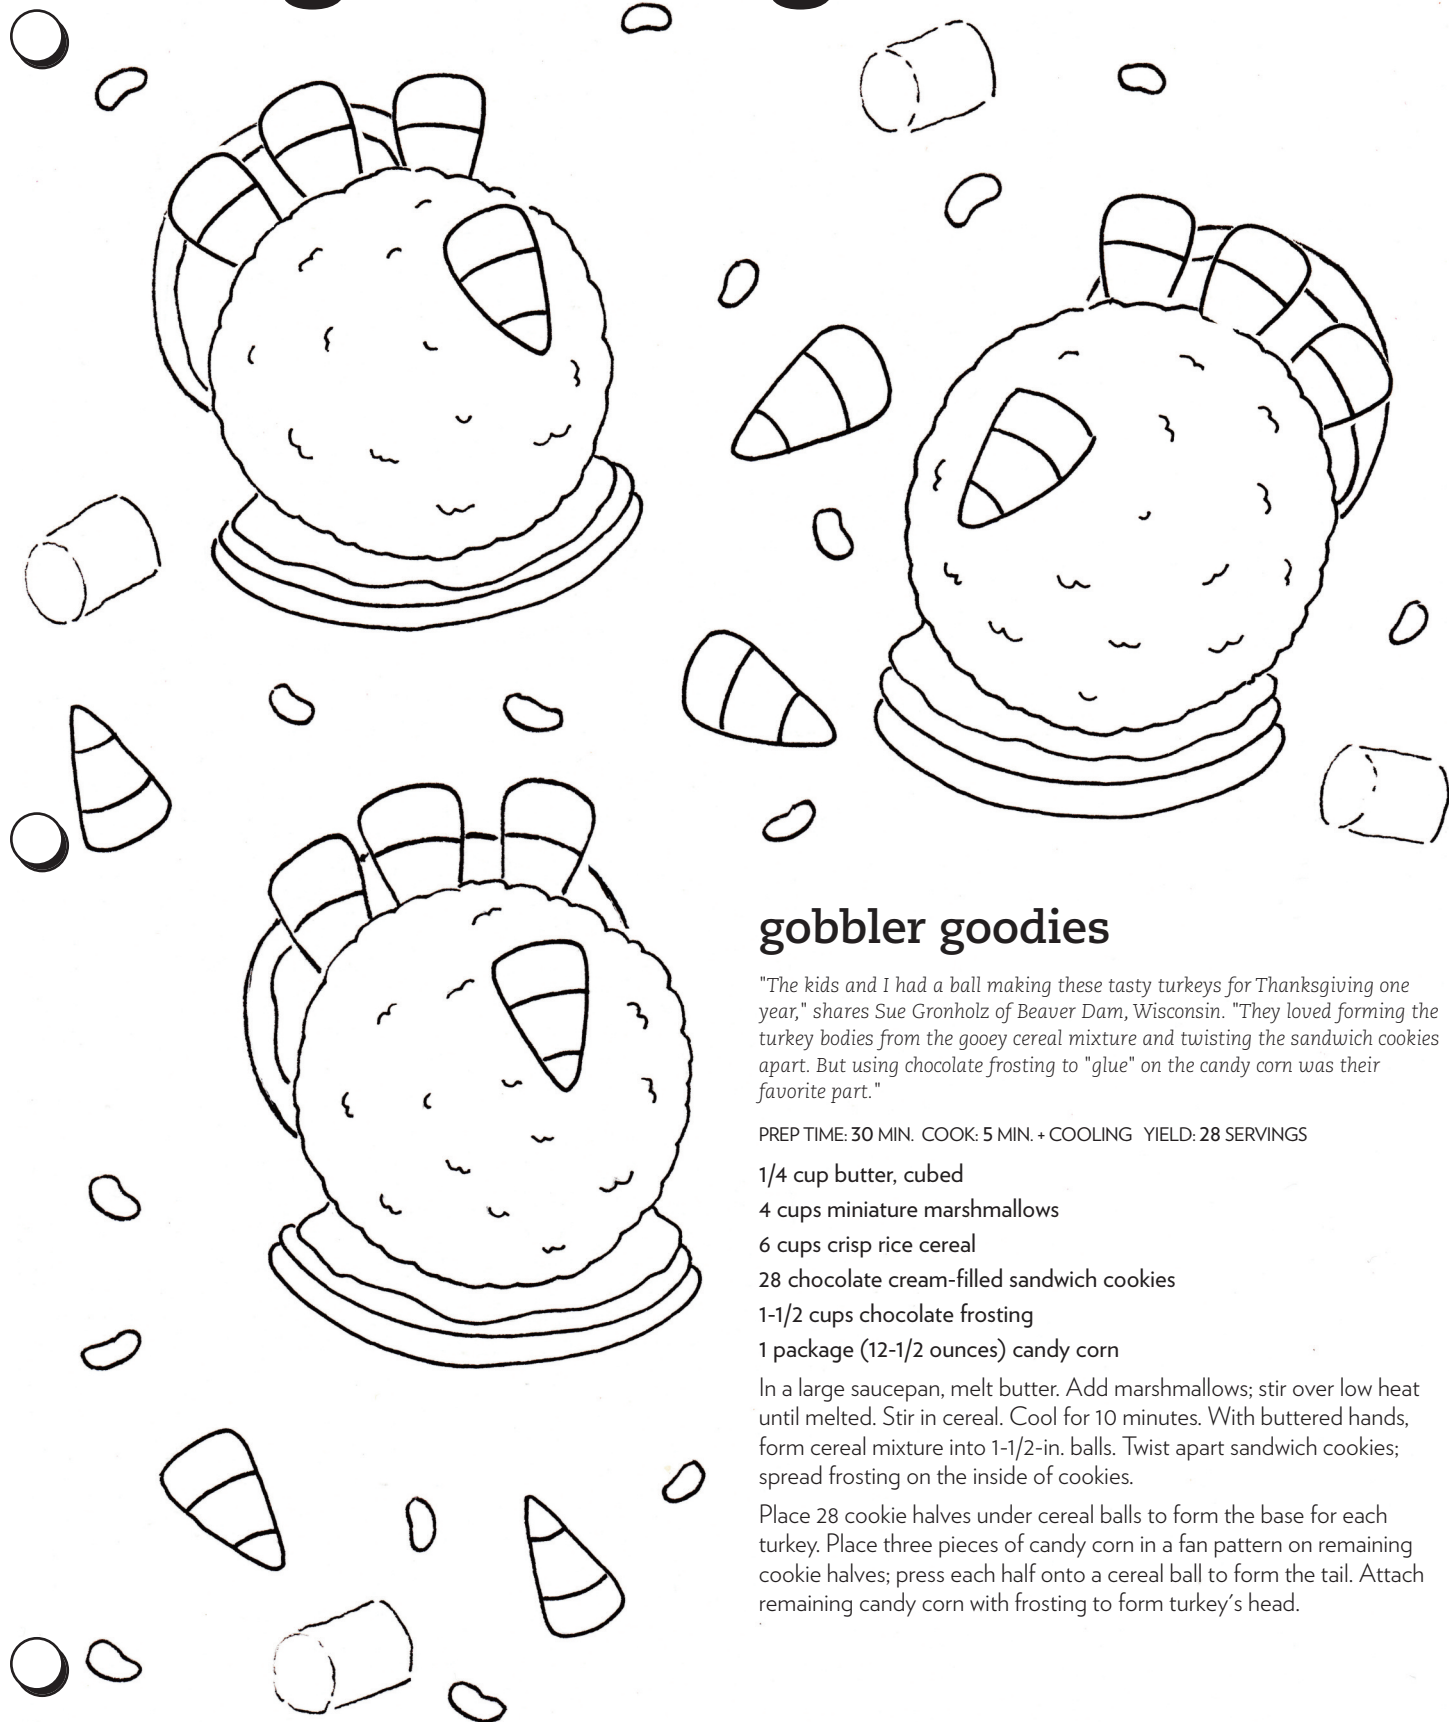 gobbler goodies
"The kids and I had a ball making these tasty turkeys for Thanksgiving one
year," shares Sue Gronholz of Beaver Dam, Wisconsin. "They loved forming the
turkey bodies from the gooey cereal mixture and twisting the sandwich cookies
apart. But using chocolate frosting to "glue" on the candy corn was their
favorite part."
PREP TIME: 30 MIN. COOK: 5 MIN. + COOLING YIELD: 28 SERVINGS
1/4 cup butter, cubed
4 cups miniature marshmallows
6 cups crisp rice cereal
28 chocolate cream-filled sandwich cookies
1-1/2 cups chocolate frosting
1 package (12-1/2 ounces) candy corn
In a large saucepan, melt butter. Add marshmallows; stir over low heat
until melted. Stir in cereal. Cool for 10 minutes. With buttered hands,
form cereal mixture into 1-1/2-in. balls. Twist apart sandwich cookies;
spread frosting on the inside of cookies.
Place 28 cookie halves under cereal balls to form the base for each
turkey. Place three pieces of candy corn in a fan pattern on remaining
cookie halves; press each half onto a cereal ball to form the tail. Attach
remaining candy corn with frosting to form turkey's head.